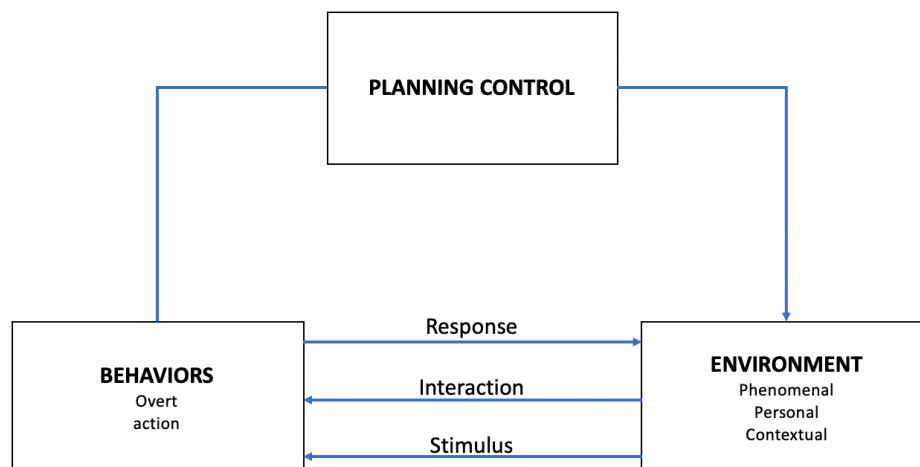 PLANNING CONTROL
Response
BEHAVIORS
Overt
action
Interaction
Stimulus
ENVIRONMENT
Phenomenal
Personal
Contextual